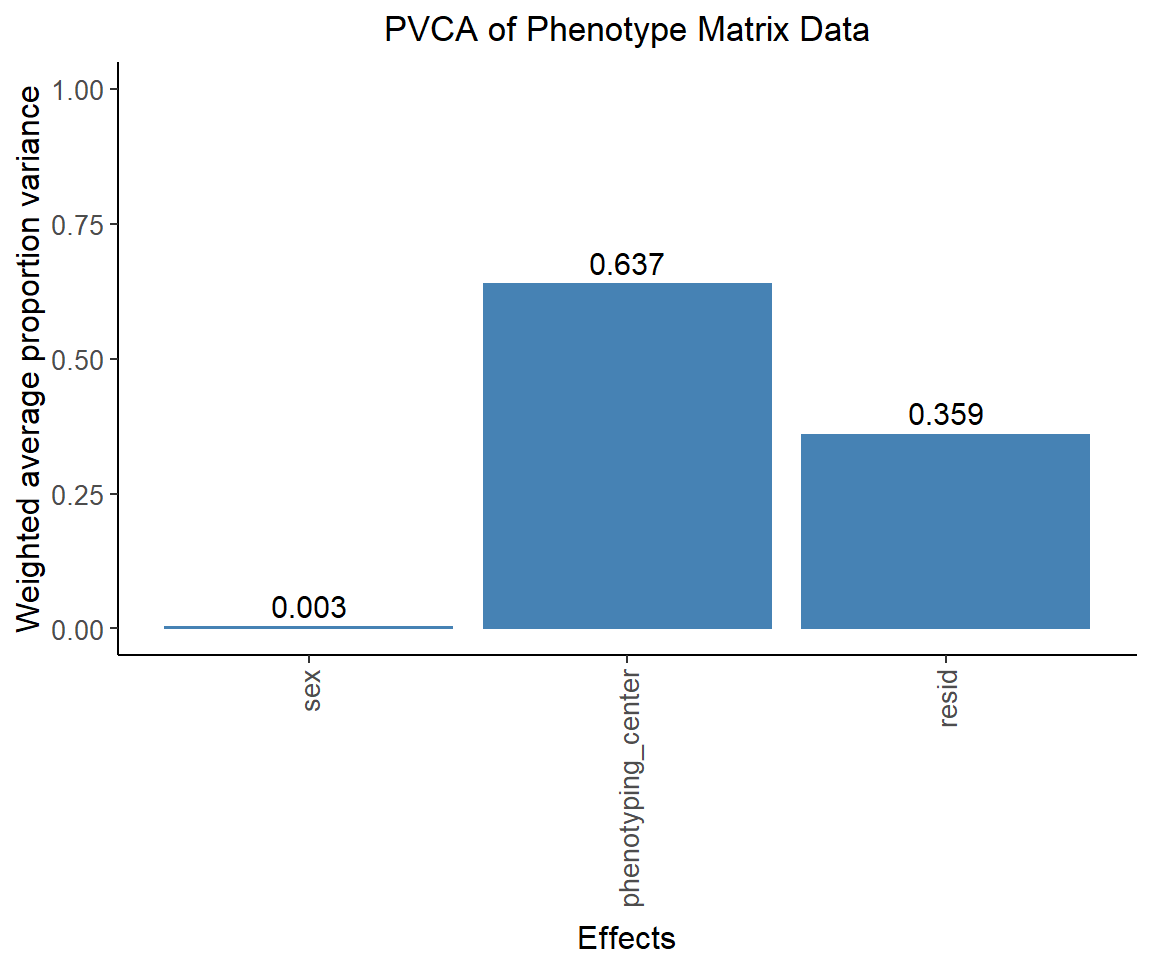 PVCA of Phenotype Matrix Data
Weighted average proportion variance
1.00
0.75
0.50
0.25
0.00
0.003
0.637
0.359
sex
phenotyping_center
resid
Effects